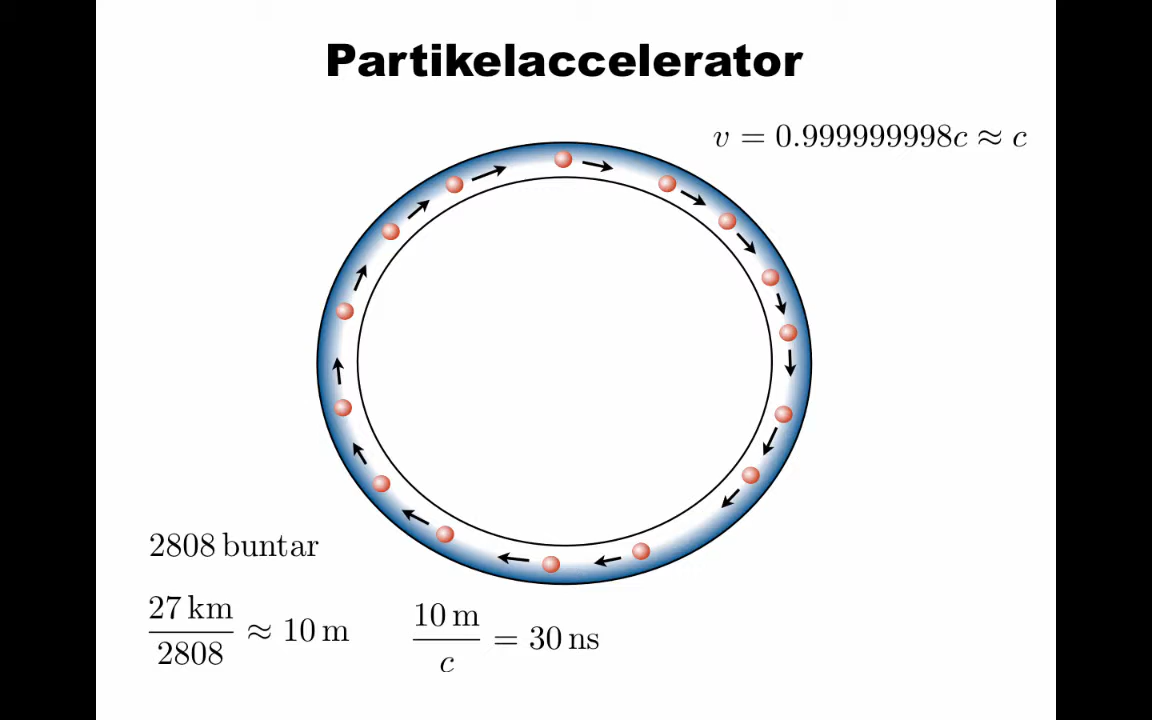 Partikelaccelerator
v = 0.999999998c ≈ c
2808 buntar
27 km / 2808 ≈ 10 m
10 m / c = 30 ns